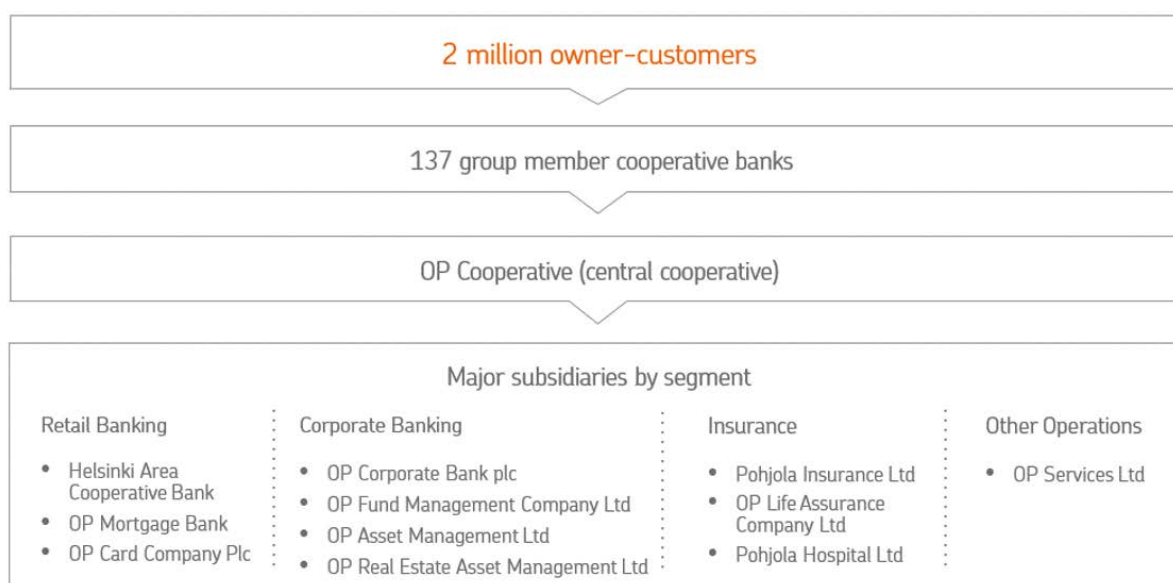 2 million owner-customers
137 group member cooperative banks
OP Cooperative (central cooperative)
Major subsidiaries by segment
Retail Banking
• Helsinki Area
Cooperative Bank
• OP Mortgage Bank
• OP Card Company Plc
Corporate Banking
• OP Corporate Bank plc
• OP Fund Management Company Ltd
• OP Asset Management Ltd
• OP Real Estate Asset Management Ltd
Insurance
• Pohjola Insurance Ltd
• OP Life Assurance
Company Ltd
• Pohjola Hospital Ltd
Other Operations
• OP Services Ltd